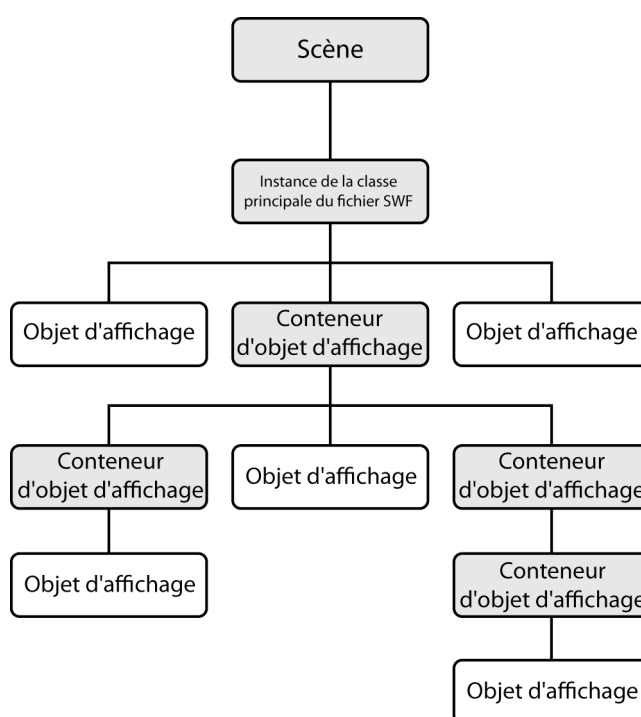 Scène
Instance de la classe
principale du fichier SWF
Objet d'affichage
Conteneur
d'objet d'affichage
Objet d'affichage
Conteneur
d'objet d'affichage
Objet d'affichage
Conteneur
d'objet d'affichage
Objet d'affichage
Conteneur
d'objet d'affichage
Objet d'affichage